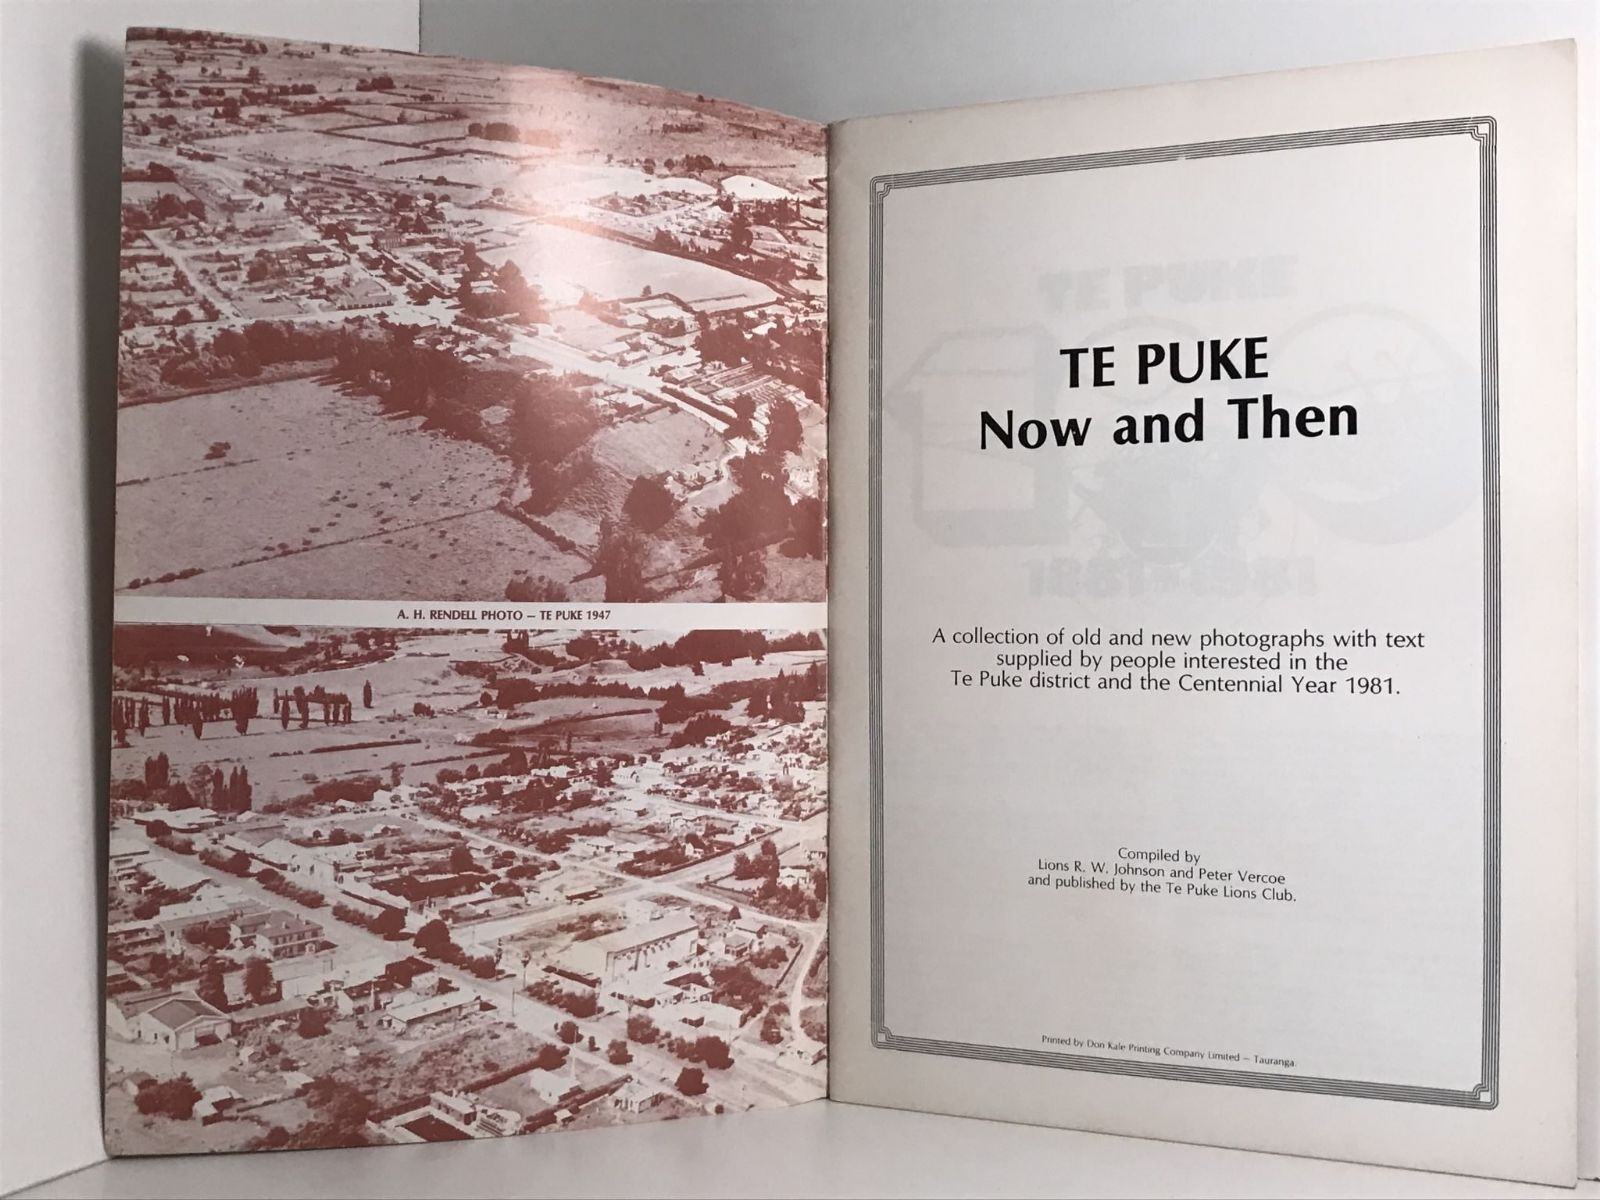 A. H. RENDELL PHOTO – TE PUKE 1947
TE PUKE
Now and Then
A collection of old and new photographs with text
supplied by people interested in the
Te Puke district and the Centennial Year 1981.
Compiled by
Lions R. W. Johnson and Peter Vercoe
and published by the Te Puke Lions Club.
Printed by Don Kale Printing Company Limited – Tauranga.